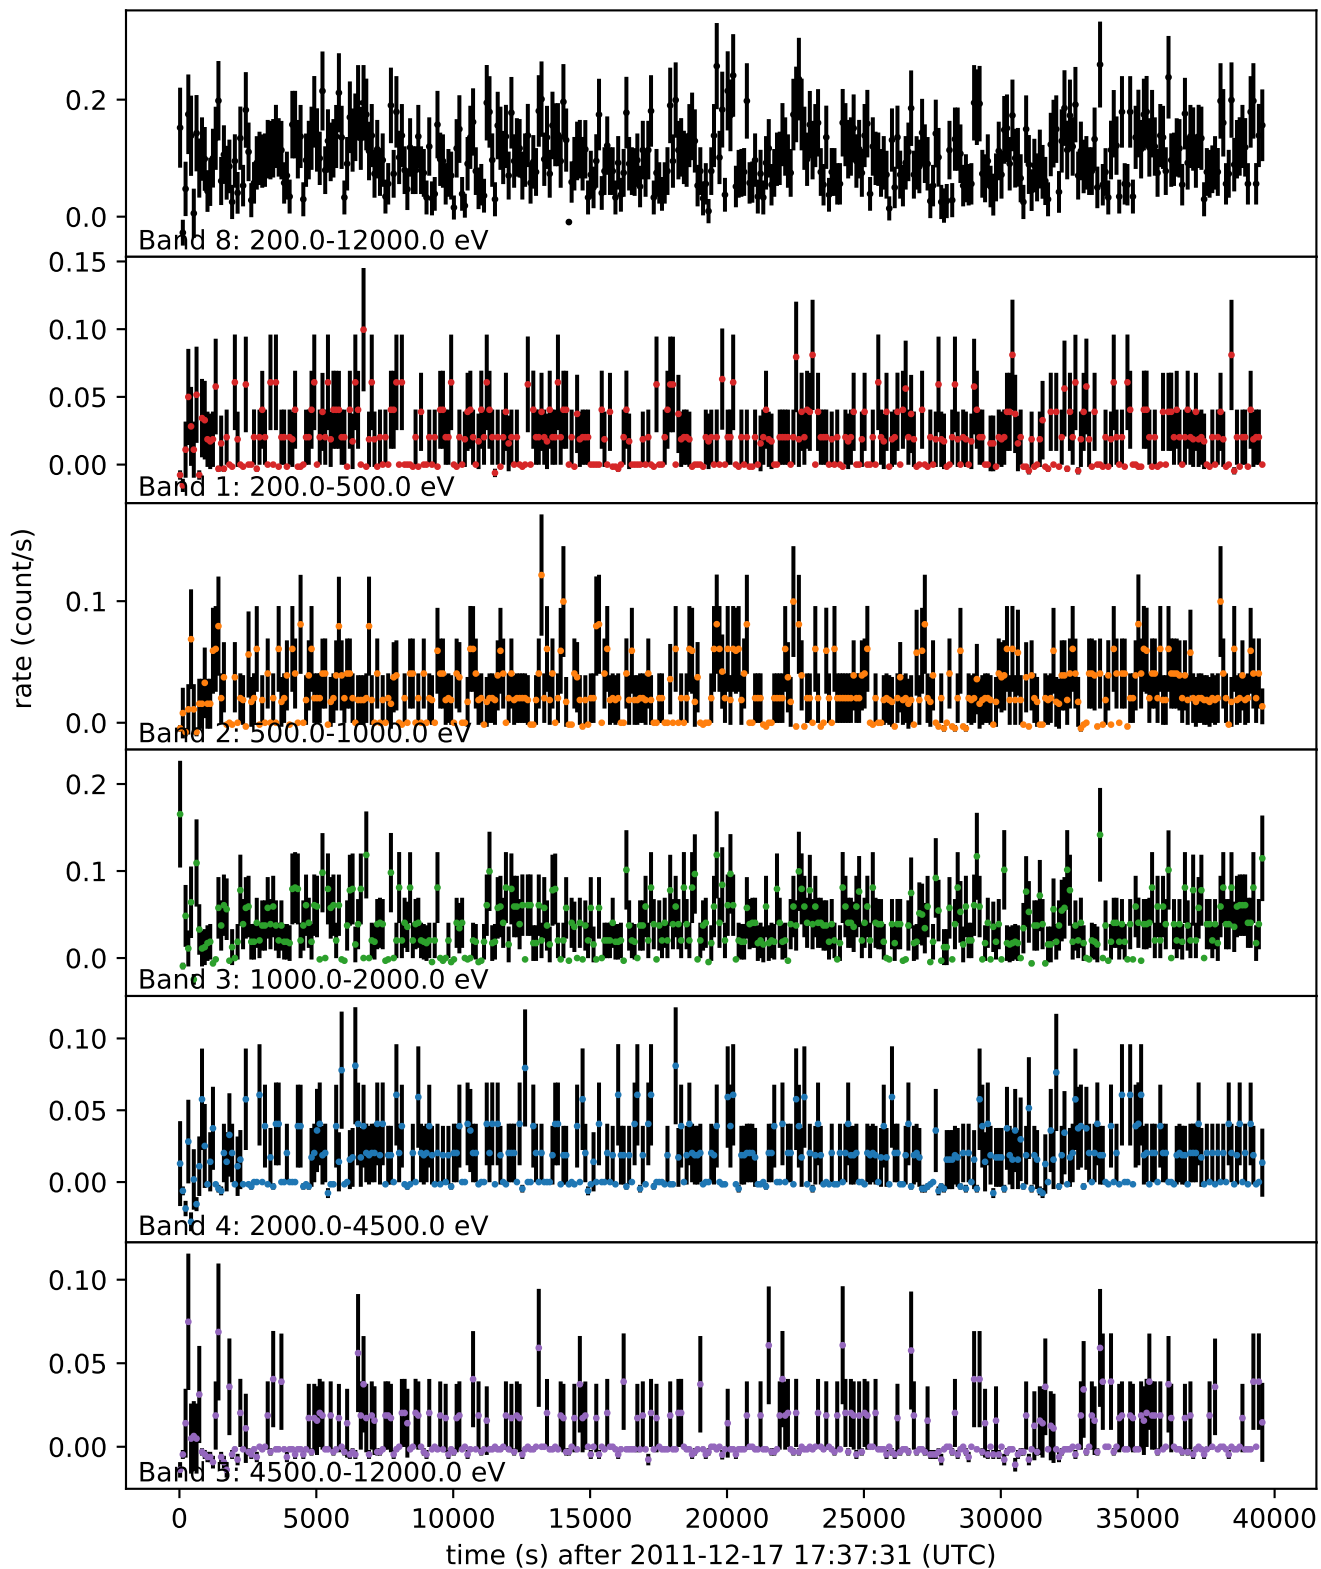 0.2
0.0
Band 8: 200.0-12000.0 eV
0.15
0.10
0.05
0.00
Band 1: 200.0-500.0 eV
rate (count/s)
0.1
0.0
Band 2: 500.0-1000.0 eV
0.2
0.1
0.0
Band 3: 1000.0-2000.0 eV
0.10
0.05
0.00
Band 4: 2000.0-4500.0 eV
0.10
0.05
0.00
Band 5: 4500.0-12000.0 eV
0 5000 10000 15000 20000 25000 30000 35000 40000
time (s) after 2011-12-17 17:37:31 (UTC)